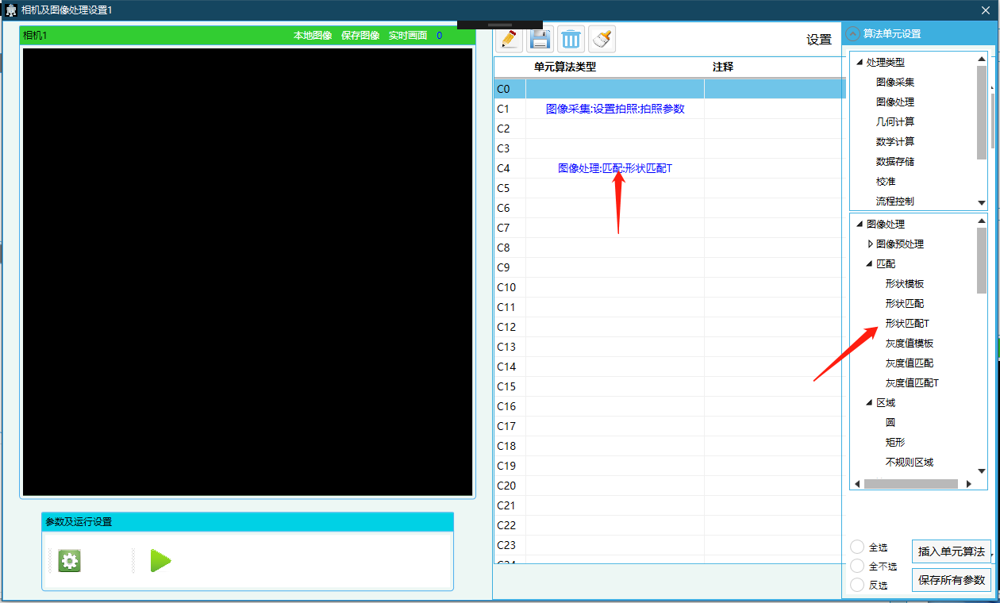 相机及图像处理设置1
相机1 本地图像 保存图像 实时画面 0
设置
单元算法类型 注释
C0
C1 图像采集:设置拍照:拍照参数
C2
C3
C4 图像处理:匹配:形状匹配T
C5
C6
C7
C8
C9
C10
C11
C12
C13
C14
C15
C16
C17
C18
C19
C20
C21
C22
C23
C24
参数及运行设置
算法单元设置
处理类型
图像采集
图像处理
几何计算
数学计算
数据存储
校准
流程控制
图像处理
图像预处理
匹配
形状模板
形状匹配
形状匹配T
灰度值模板
灰度值匹配
灰度值匹配T
区域
圆
矩形
不规则区域
全选
全不选
反选
插入单元算法
保存所有参数